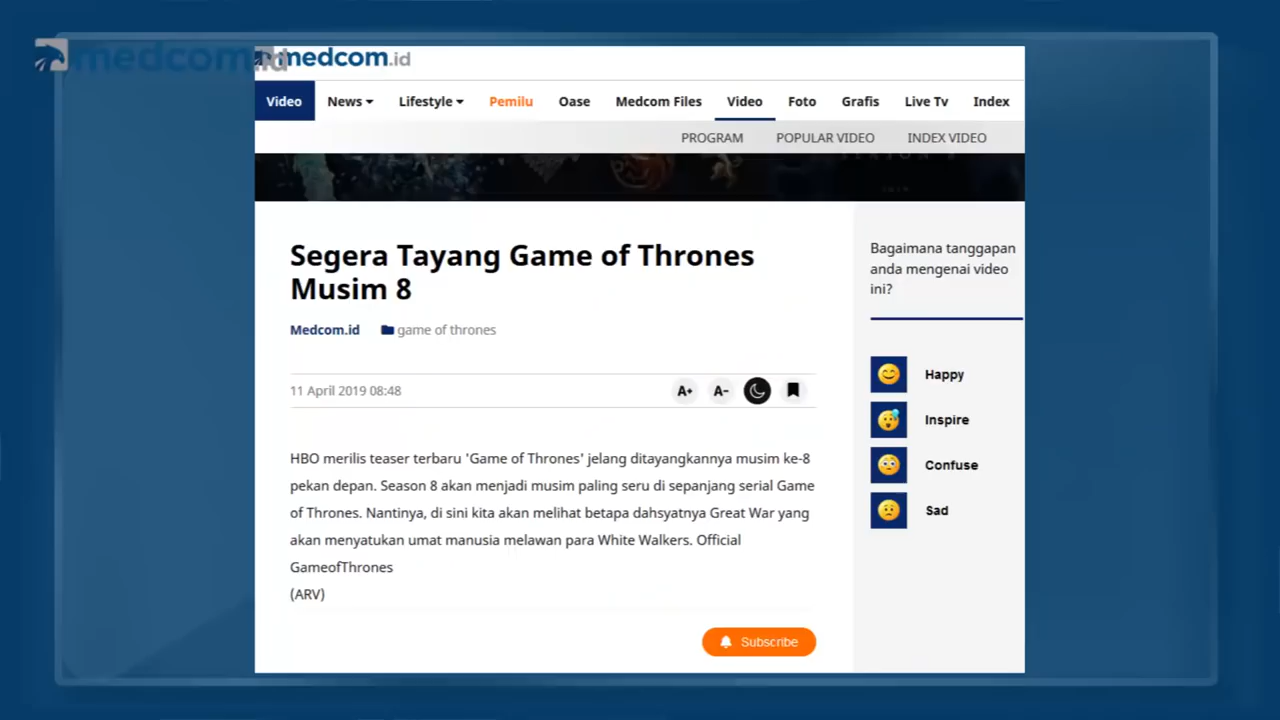 medcom.id
medcom.id
Video News Lifestyle Pemilu Oase Medcom Files Video Foto Grafis Live Tv Index
PROGRAM POPULAR VIDEO INDEX VIDEO
Segera Tayang Game of Thrones
Musim 8
Medcom.id game of thrones
11 April 2019 08:48 A+ A-
HBO merilis teaser terbaru 'Game of Thrones' jelang ditayangkannya musim ke-8
pekan depan. Season 8 akan menjadi musim paling seru di sepanjang serial Game
of Thrones. Nantinya, di sini kita akan melihat betapa dahsyatnya Great War yang
akan menyatukan umat manusia melawan para White Walkers. Official
GameofThrones
(ARV)
Subscribe
Bagaimana tanggapan
anda mengenai video
ini?
Happy
Inspire
Confuse
Sad